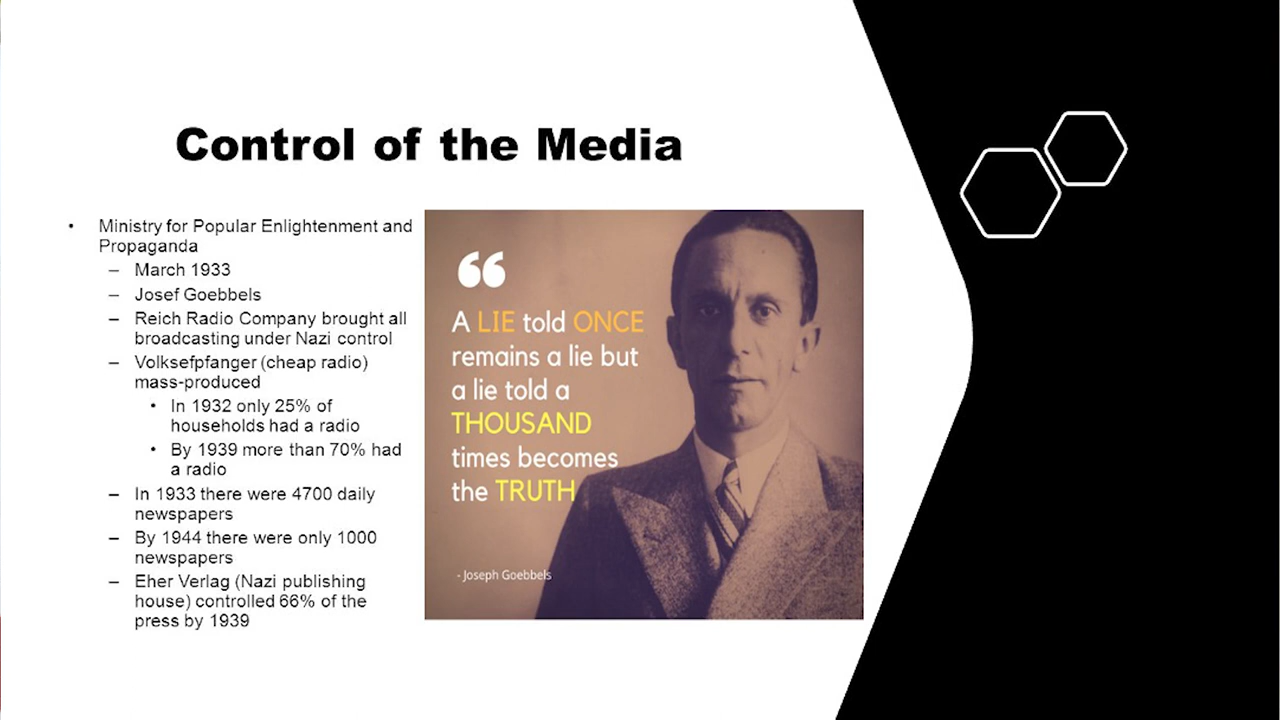 Control of the Media
• Ministry for Popular Enlightenment and
Propaganda
– March 1933
– Josef Goebbels
– Reich Radio Company brought all
broadcasting under Nazi control
– Volksefpfanger (cheap radio)
mass-produced
• In 1932 only 25% of
households had a radio
• By 1939 more than 70% had
a radio
– In 1933 there were 4700 daily
newspapers
– By 1944 there were only 1000
newspapers
– Eher Verlag (Nazi publishing
house) controlled 66% of the
press by 1939
“
A LIE told ONCE
remains a lie but
a lie told a
THOUSAND
times becomes
the TRUTH
- Joseph Goebbels